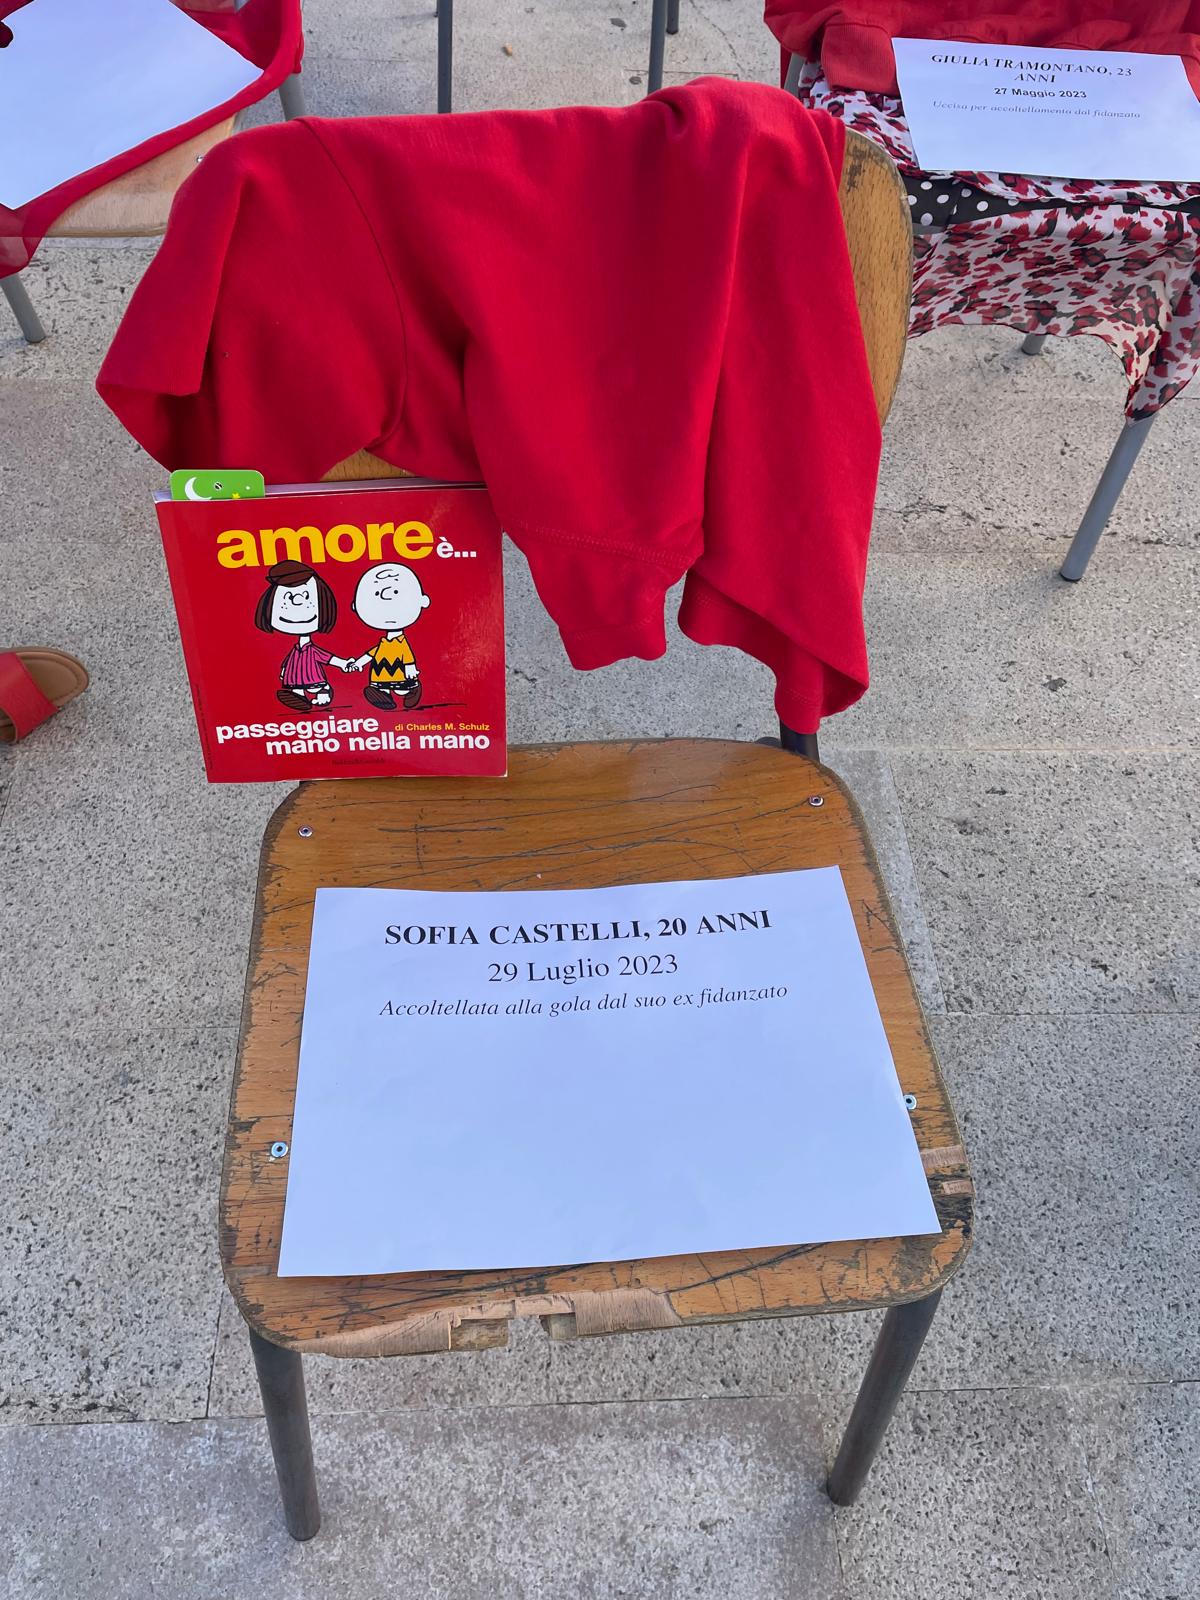 GIULIA TRAMONTANO, 23
ANNI
27 Maggio 2023
Uccisa per accoltellamento dal fidanzato
amore è...
passeggiare
di Charles M. Schulz
mano nella mano
SOFIA CASTELLI, 20 ANNI
29 Luglio 2023
Accoltellata alla gola dal suo ex fidanzato